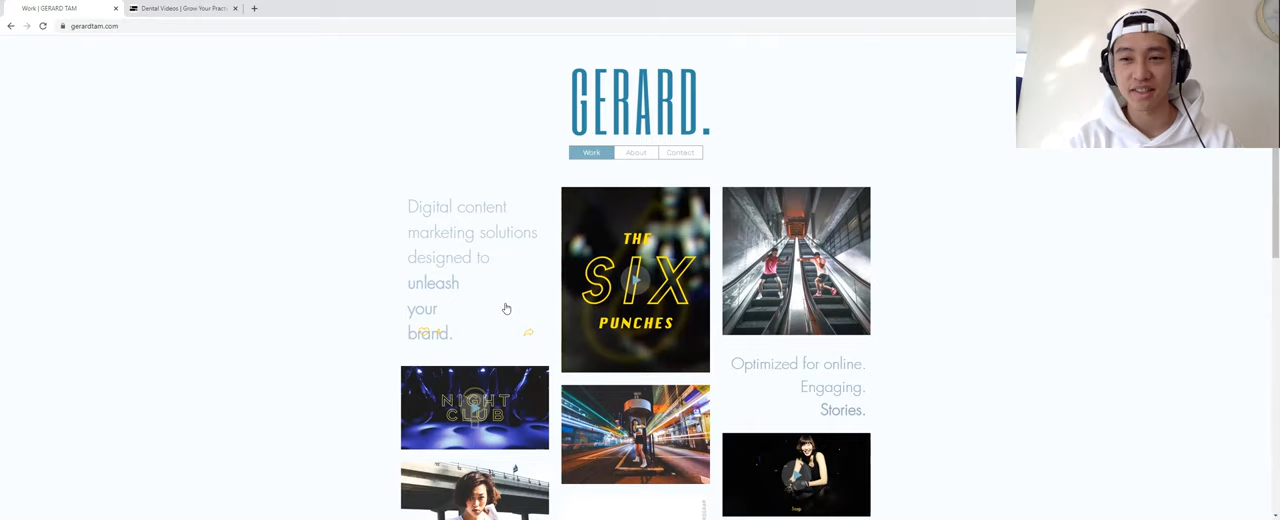 Work | GERARD TAM
Dental Videos | Grow Your Pract
gerardtam.com
GERARD.
Work
About
Contact
Digital content
marketing solutions
designed to
unleash
your
brand.
THE
SIX
PUNCHES
Optimized for online.
Engaging.
Stories.
NIGHT
CLUB